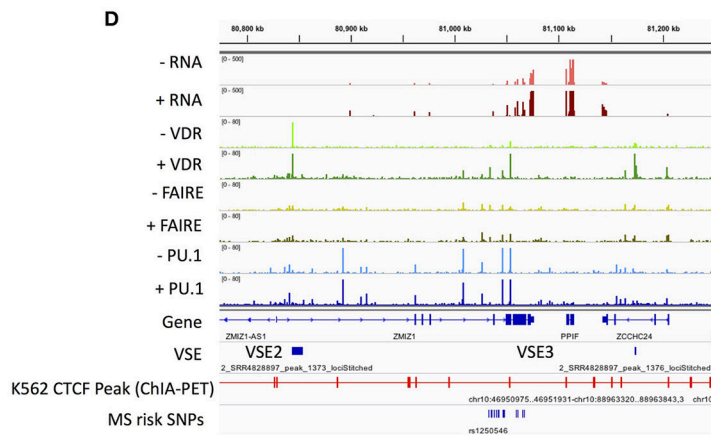 D
80,800 kb 80,900 kb 81,000 kb 81,100 kb 81,200 kb
- RNA [0 - 500]
+ RNA [0 - 500]
- VDR [0 - 80]
+ VDR [0 - 80]
- FAIRE [0 - 80]
+ FAIRE [0 - 80]
- PU.1 [0 - 80]
+ PU.1 [0 - 80]
Gene
ZMIZ1-AS1 ZMIZ1 PPIF ZCCHC24
VSE VSE2 VSE3
2_SRR4828897_peak_1373_lociStitched 2_SRR4828897_peak_1376_lociStitched
K562 CTCF Peak (ChIA-PET)
chr10:46950975..46951931-chr10:88963320..88963843,3 chr10
MS risk SNPs
rs1250546